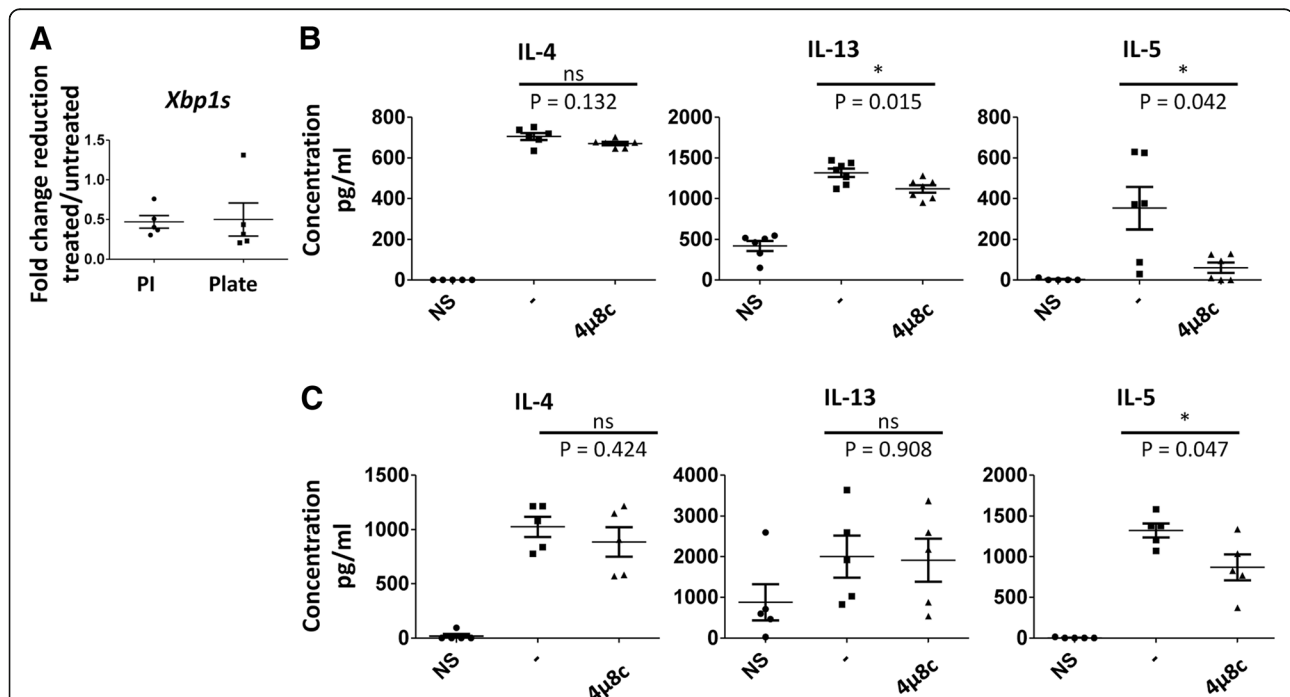 A
Xbp1s
Fold change reduction
treated/untreated
1.5
1.0
0.5
0.0
PI Plate
B
IL-4
ns
P = 0.132
Concentration
pg/ml
800
600
400
200
0
NS - 4µ8c
IL-13
*
P = 0.015
2000
1500
1000
500
0
NS - 4µ8c
IL-5
*
P = 0.042
800
600
400
200
0
NS - 4µ8c
C
IL-4
ns
P = 0.424
Concentration
pg/ml
1500
1000
500
0
NS - 4µ8c
IL-13
ns
P = 0.908
4000
3000
2000
1000
0
NS - 4µ8c
IL-5
*
P = 0.047
2000
1500
1000
500
0
NS - 4µ8c